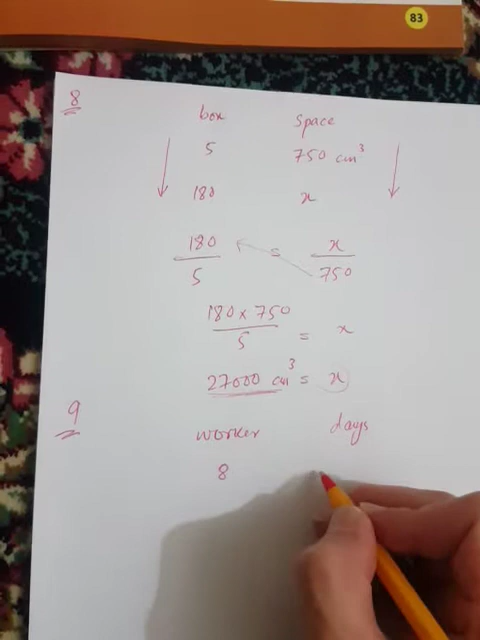 83
8
box space
5 750 cm³
180 x
180/5 = x/750
180 x 750/5 = x
27000 cm³ = x
9
worker days
8